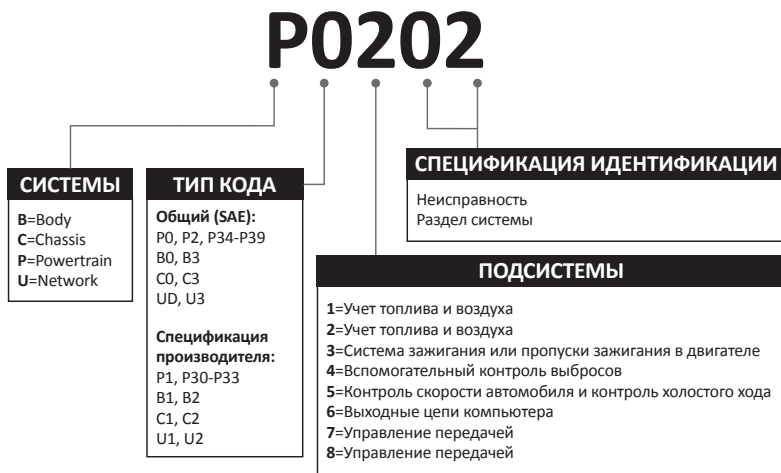 P0202
СИСТЕМЫ
B=Body
C=Chassis
P=Powertrain
U=Network
ТИП КОДА
Общий (SAE):
P0, P2, P34-P39
B0, B3
C0, C3
UD, U3
Спецификация
производителя:
P1, P30-P33
B1, B2
C1, C2
U1, U2
СПЕЦИФИКАЦИЯ ИДЕНТИФИКАЦИИ
Неисправность
Раздел системы
ПОДСИСТЕМЫ
1=Учет топлива и воздуха
2=Учет топлива и воздуха
3=Система зажигания или пропуски зажигания в двигателе
4=Вспомогательный контроль выбросов
5=Контроль скорости автомобиля и контроль холостого хода
6=Выходные цепи компьютера
7=Управление передачей
8=Управление передачей